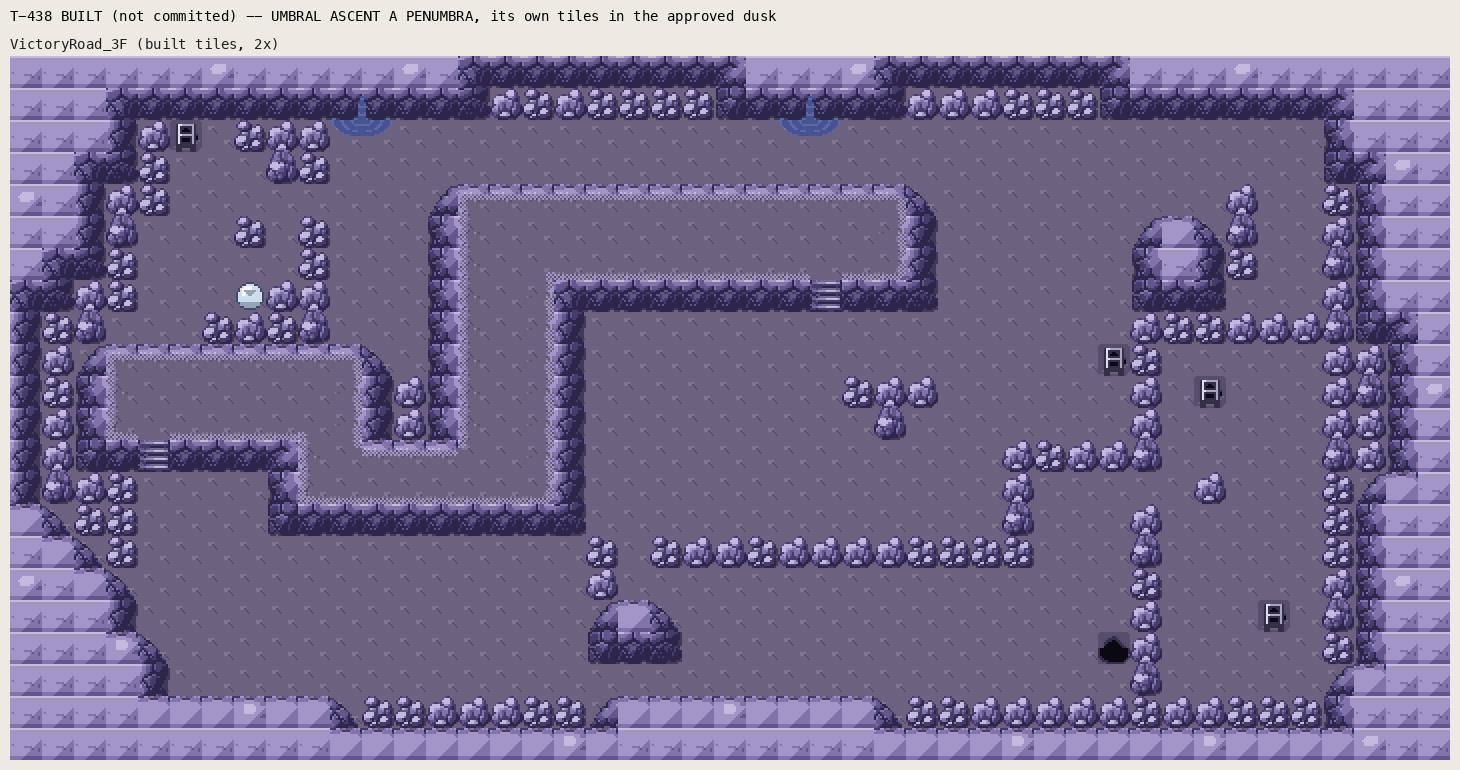 T–438 BUILT (not committed) –– UMBRAL ASCENT A PENUMBRA, its own tiles in the approved dusk
VictoryRoad_3F (built tiles, 2x)